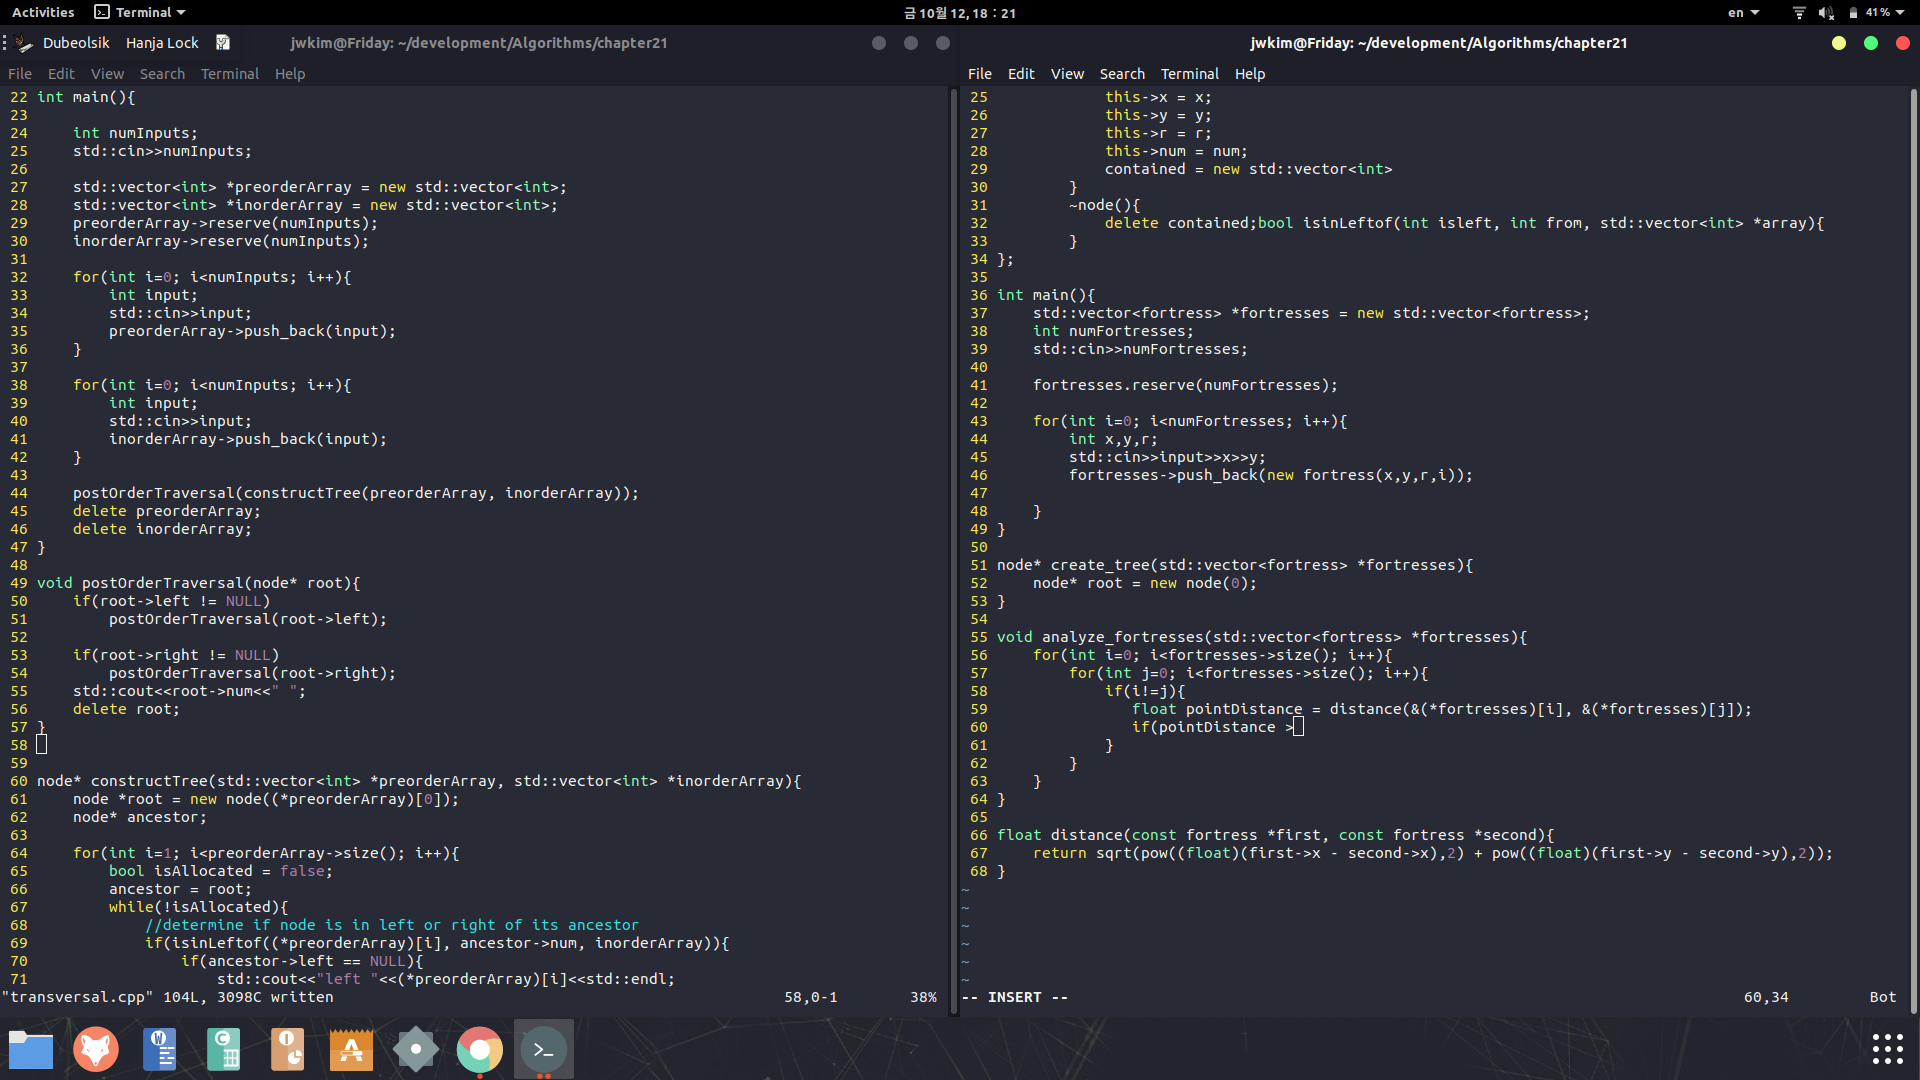 Activities Terminal 금 10월 12, 18 : 21 en 41 %
Dubeolsik Hanja Lock jwkim@Friday: ~/development/Algorithms/chapter21
File Edit View Search Terminal Help
22 int main(){
23
24     int numInputs;
25     std::cin>>numInputs;
26
27     std::vector<int> *preorderArray = new std::vector<int>;
28     std::vector<int> *inorderArray = new std::vector<int>;
29     preorderArray->reserve(numInputs);
30     inorderArray->reserve(numInputs);
31
32     for(int i=0; i<numInputs; i++){
33         int input;
34         std::cin>>input;
35         preorderArray->push_back(input);
36     }
37
38     for(int i=0; i<numInputs; i++){
39         int input;
40         std::cin>>input;
41         inorderArray->push_back(input);
42     }
43
44     postOrderTraversal(constructTree(preorderArray, inorderArray));
45     delete preorderArray;
46     delete inorderArray;
47 }
48
49 void postOrderTraversal(node* root){
50     if(root->left != NULL)
51         postOrderTraversal(root->left);
52
53     if(root->right != NULL)
54         postOrderTraversal(root->right);
55     std::cout<<root->num<<" ";
56     delete root;
57 }
58
59
60 node* constructTree(std::vector<int> *preorderArray, std::vector<int> *inorderArray){
61     node *root = new node((*preorderArray)[0]);
62     node* ancestor;
63
64     for(int i=1; i<preorderArray->size(); i++){
65         bool isAllocated = false;
66         ancestor = root;
67         while(!isAllocated){
68             //determine if node is in left or right of its ancestor
69             if(isinLeftof((*preorderArray)[i], ancestor->num, inorderArray)){
70                 if(ancestor->left == NULL){
71                     std::cout<<"left "<<(*preorderArray)[i]<<std::endl;
"transversal.cpp" 104L, 3098C written 58,0-1 38%
jwkim@Friday: ~/development/Algorithms/chapter21
File Edit View Search Terminal Help
25             this->x = x;
26             this->y = y;
27             this->r = r;
28             this->num = num;
29             contained = new std::vector<int>
30         }
31         ~node(){
32             delete contained;bool isinLeftof(int isleft, int from, std::vector<int> *array){
33         }
34 };
35
36 int main(){
37     std::vector<fortress> *fortresses = new std::vector<fortress>;
38     int numFortresses;
39     std::cin>>numFortresses;
40
41     fortresses.reserve(numFortresses);
42
43     for(int i=0; i<numFortresses; i++){
44         int x,y,r;
45         std::cin>>input>>x>>y;
46         fortresses->push_back(new fortress(x,y,r,i));
47
48     }
49 }
50
51 node* create_tree(std::vector<fortress> *fortresses){
52     node* root = new node(0);
53 }
54
55 void analyze_fortresses(std::vector<fortress> *fortresses){
56     for(int i=0; i<fortresses->size(); i++){
57         for(int j=0; i<fortresses->size(); i++){
58             if(i!=j){
59                float pointDistance = distance(&(*fortresses)[i], &(*fortresses)[j]);
60                if(pointDistance >
61             }
62         }
63     }
64 }
65
66 float distance(const fortress *first, const fortress *second){
67     return sqrt(pow((float)(first->x - second->x),2) + pow((float)(first->y - second->y),2));
68 }
~
~
~
~
~
~
-- INSERT -- 60,34 Bot